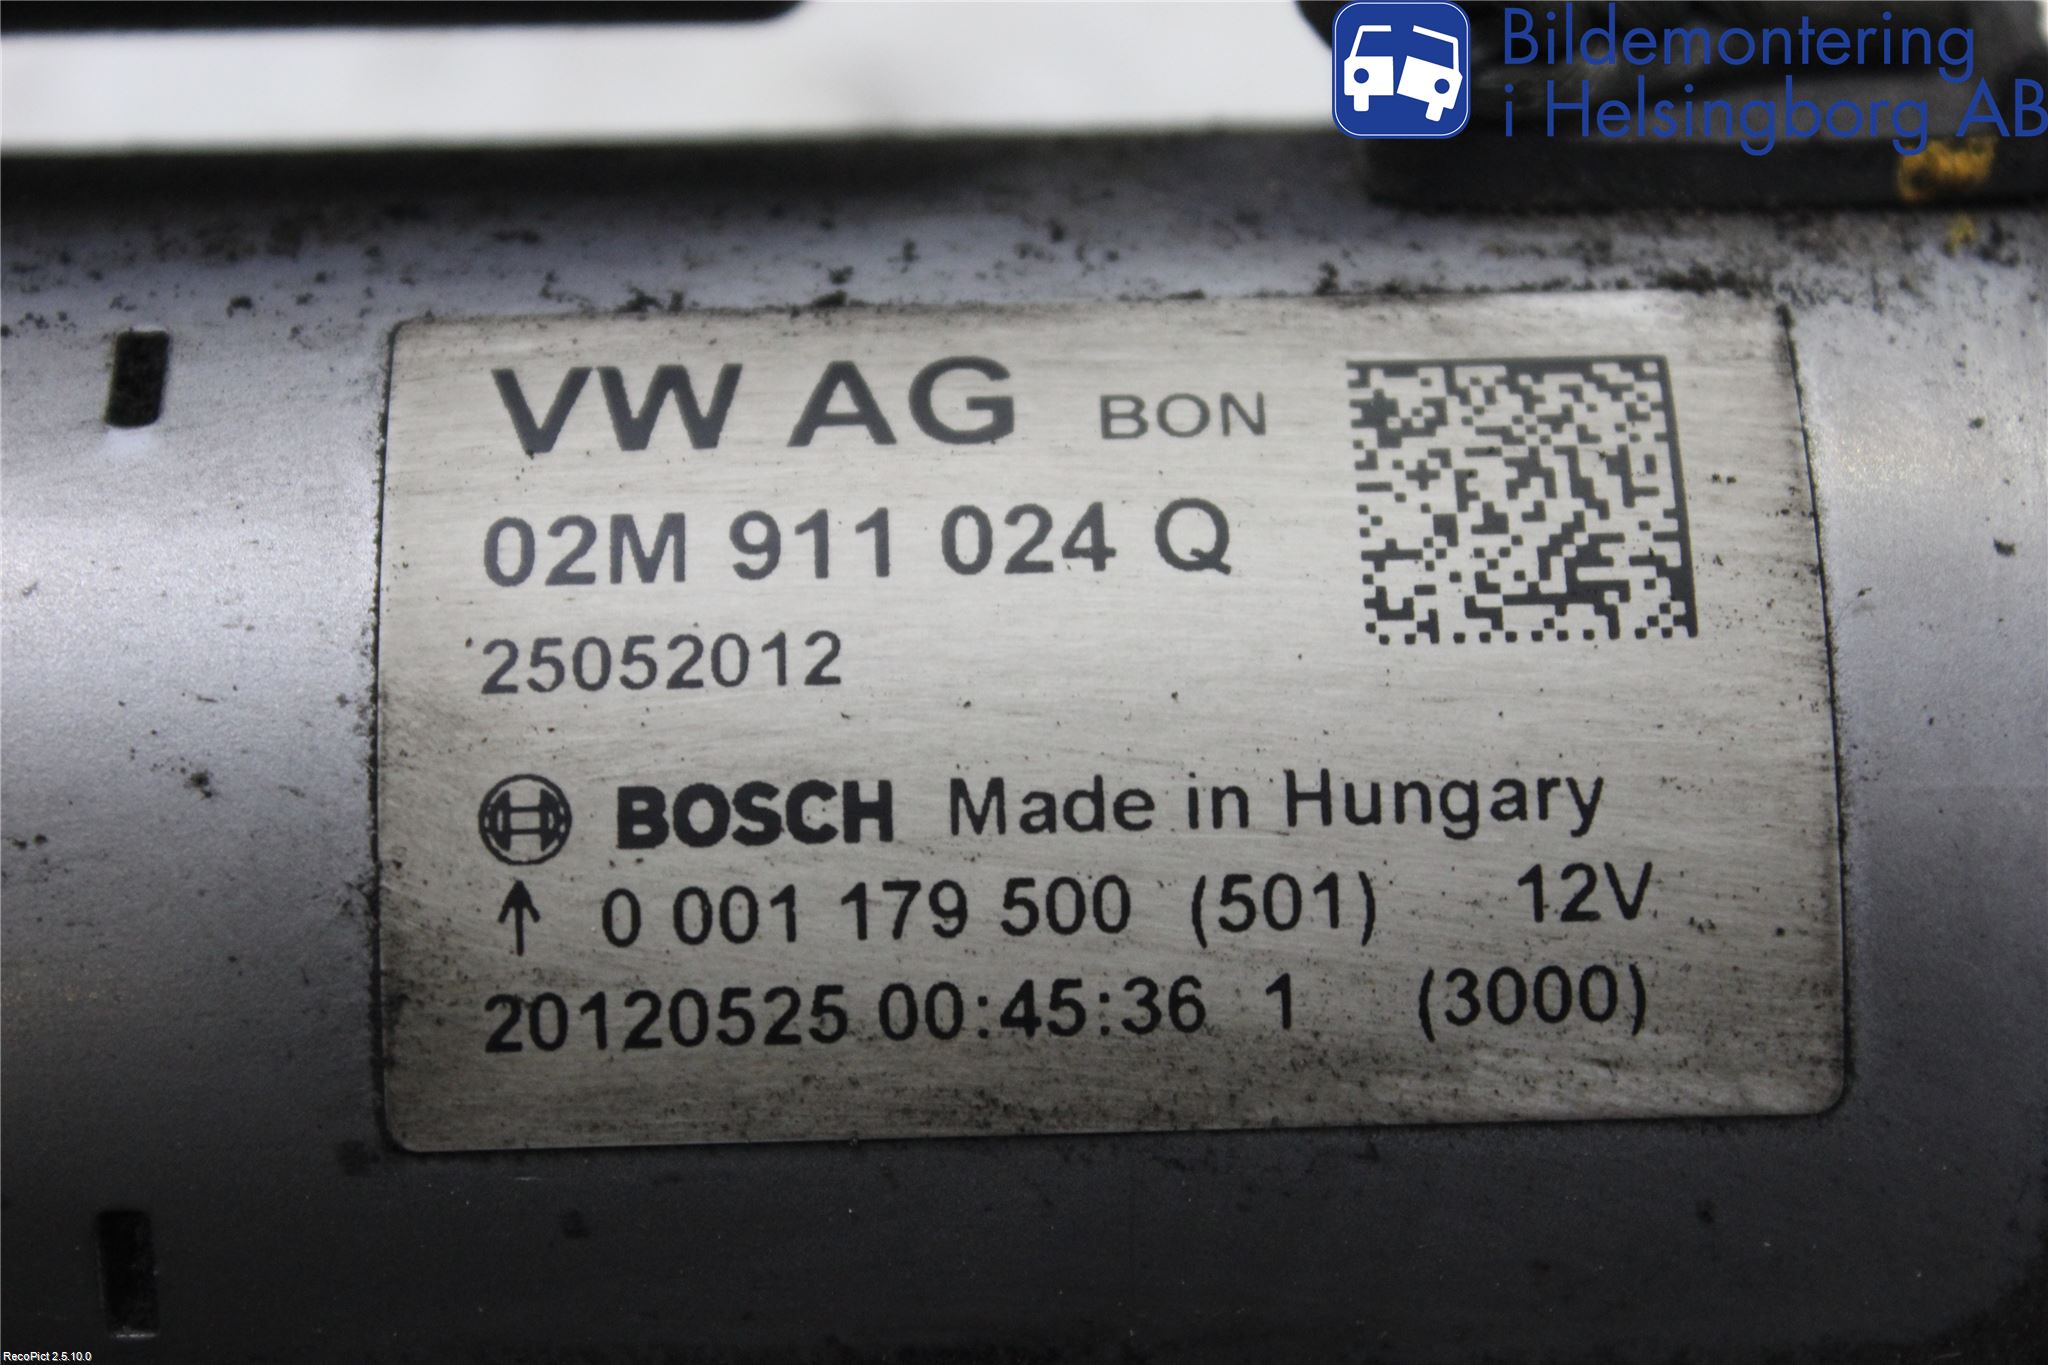 Bildemontering
i Helsingborg AB
VW AG BON
02M 911 024 Q
25052012
BOSCH Made in Hungary
↑ 0 001 179 500 (501) 12V
20120525 00:45:36 1 (3000)
RecoPict 2.5.10.0